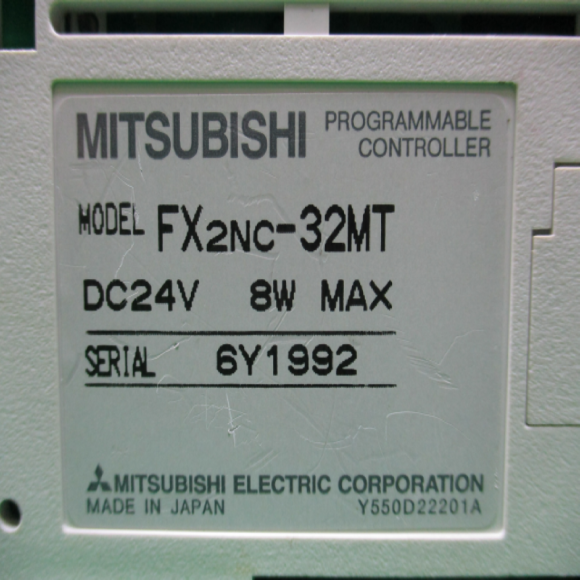 MITSUBISHI PROGRAMMABLE
CONTROLLER
MODEL FX2NC-32MT
DC24V 8W MAX
SERIAL 6Y1992
MITSUBISHI ELECTRIC CORPORATION
MADE IN JAPAN Y550D22201A